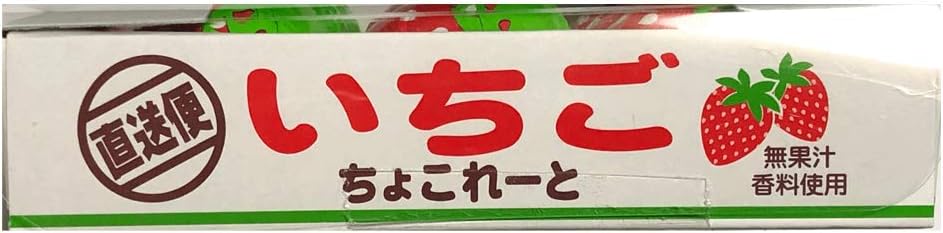 直送便
いちご
ちょこれーと
無果汁
香料使用